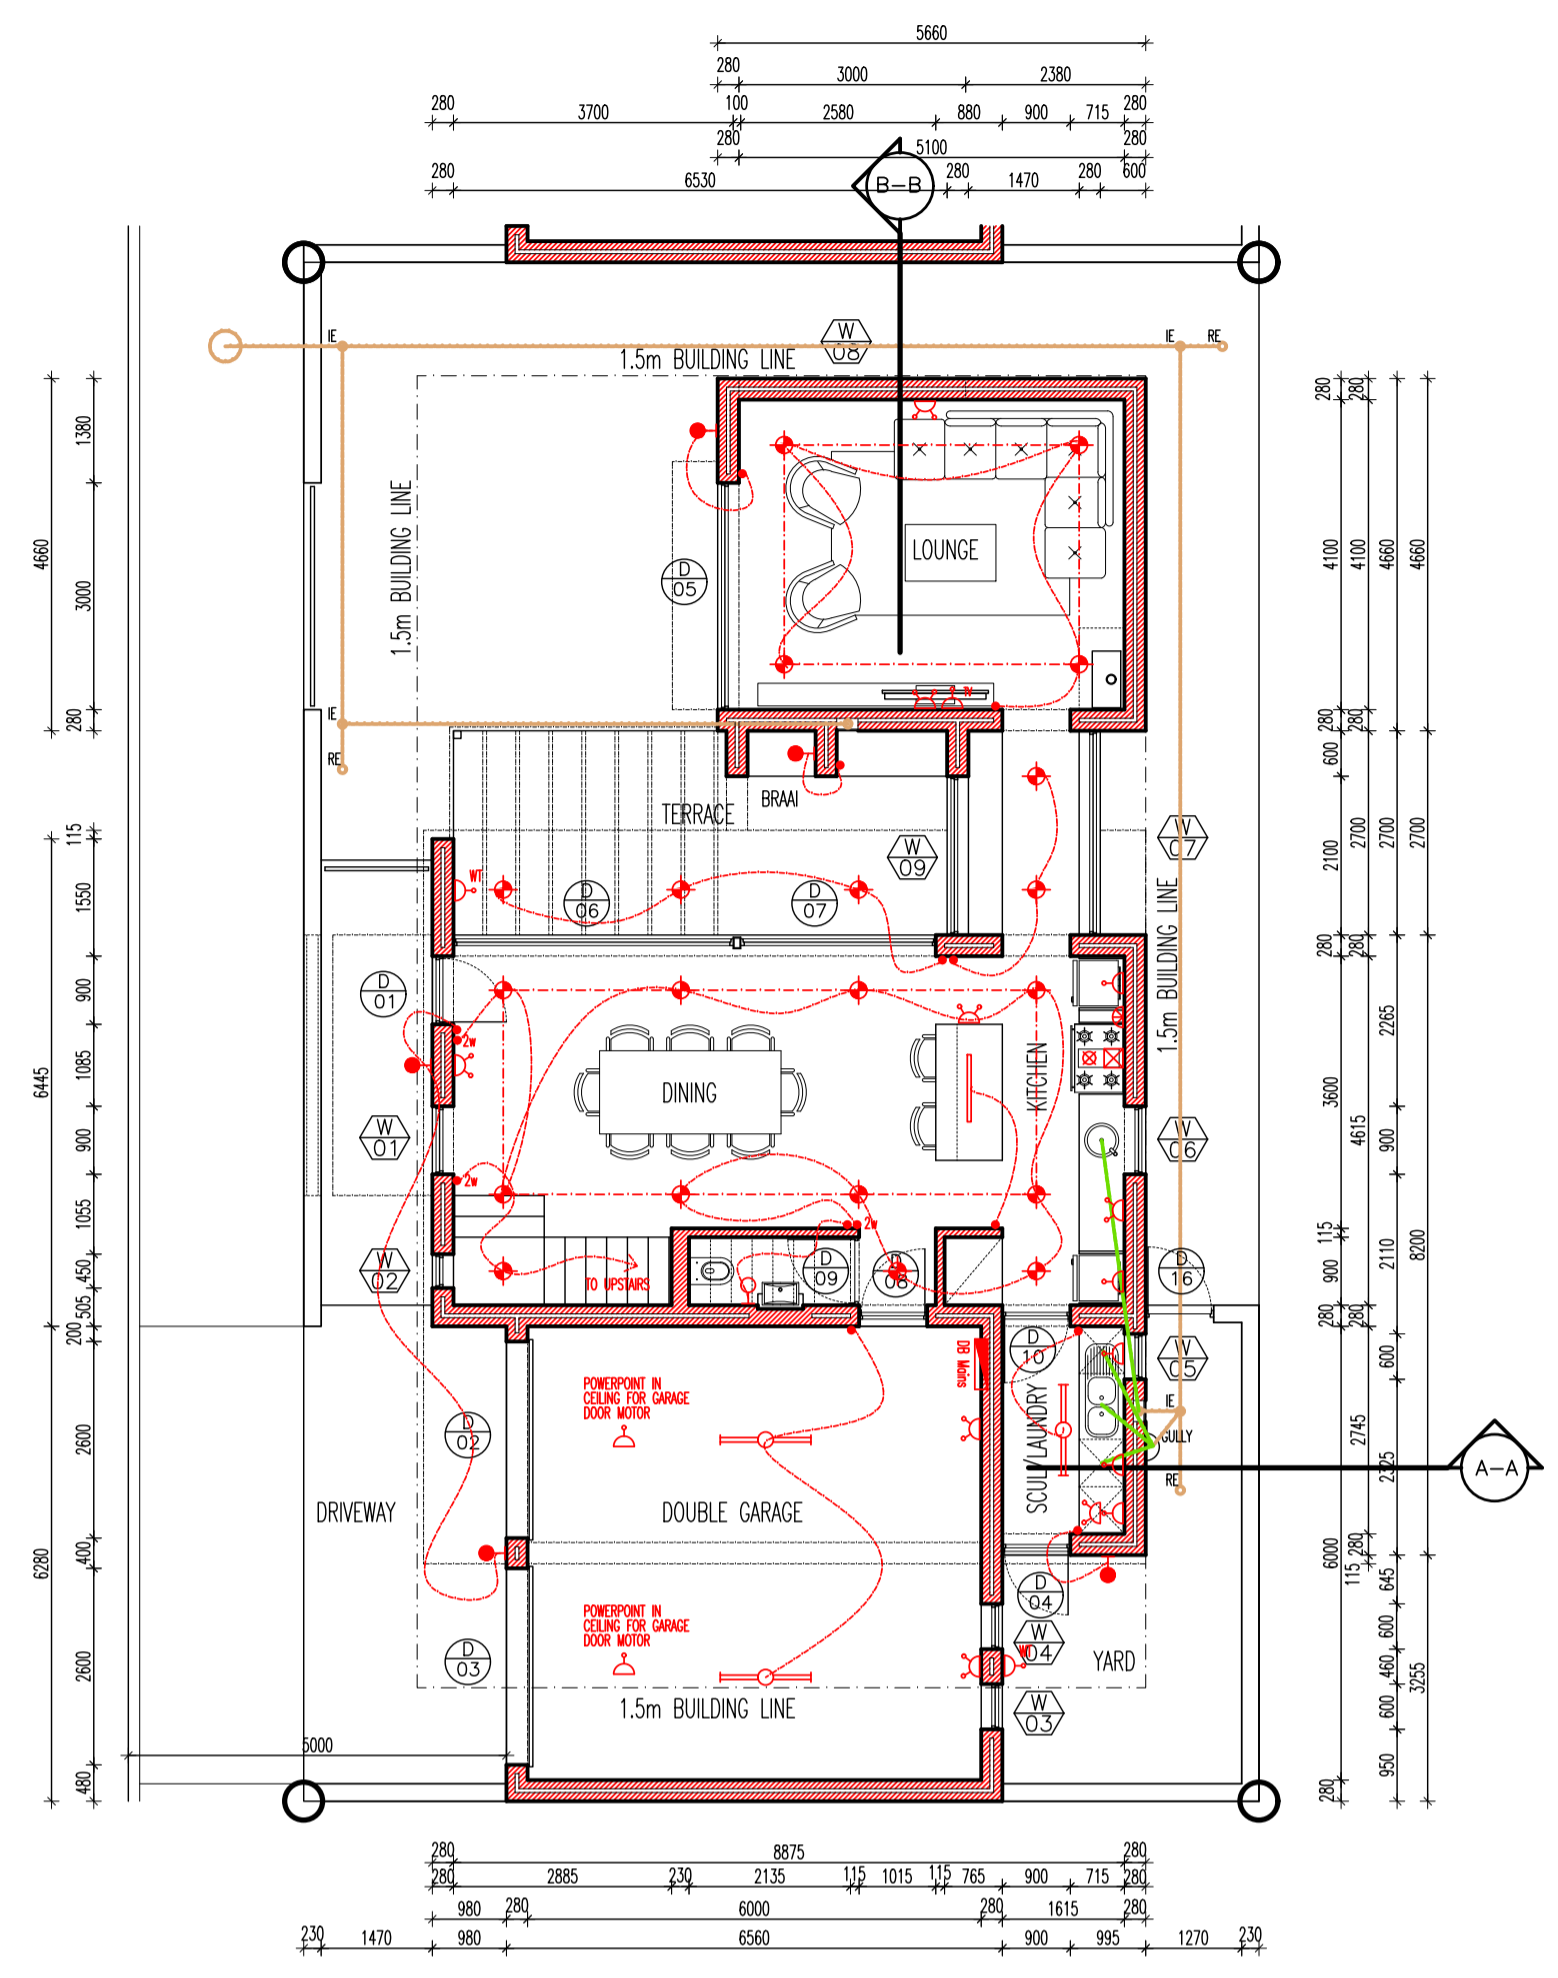 5660
280
3000
2380
280
3700
100
2580
880
900
715
280
280
5100
280
280
6530
280
1470
280
600
B-B
IE
IE
RE
W
08
1.5m BUILDING LINE
1.5m BUILDING LINE
D
05
LOUNGE
TV
IE
RE
BRAAI
TERRACE
W
09
W
07
WT
D
06
D
07
1.5m BUILDING LINE
D
01
2w
DINING
KITCHEN
W
01
W
06
2w
2w
W
02
TO UPSTAIRS
D
09
D
08
D
16
D
10
W
05
DB Mains
POWERPOINT IN
CEILING FOR GARAGE
DOOR MOTOR
D
02
SCUL/LAUNDRY
IE
GULLY
RE
A-A
DRIVEWAY
DOUBLE GARAGE
D
04
POWERPOINT IN
CEILING FOR GARAGE
DOOR MOTOR
W
04
WT
D
03
YARD
1.5m BUILDING LINE
W
03
5000
4660
6445
6280
1380
3000
280
115
1550
900
1085
900
1055
450
505
200
2600
400
2600
480
280
4100
280
600
2100
280
3600
115
900
280
6000
280
280
4100
280
2700
280
4615
280
2745
280
115
4660
2700
2265
900
2110
600
2325
645
600
460
600
950
4660
2700
8200
3255
280
8875
280
280
2885
230
2135
115
1015
115
765
900
715
280
980
280
6000
280
1615
280
230
1470
980
6560
900
995
1270
230